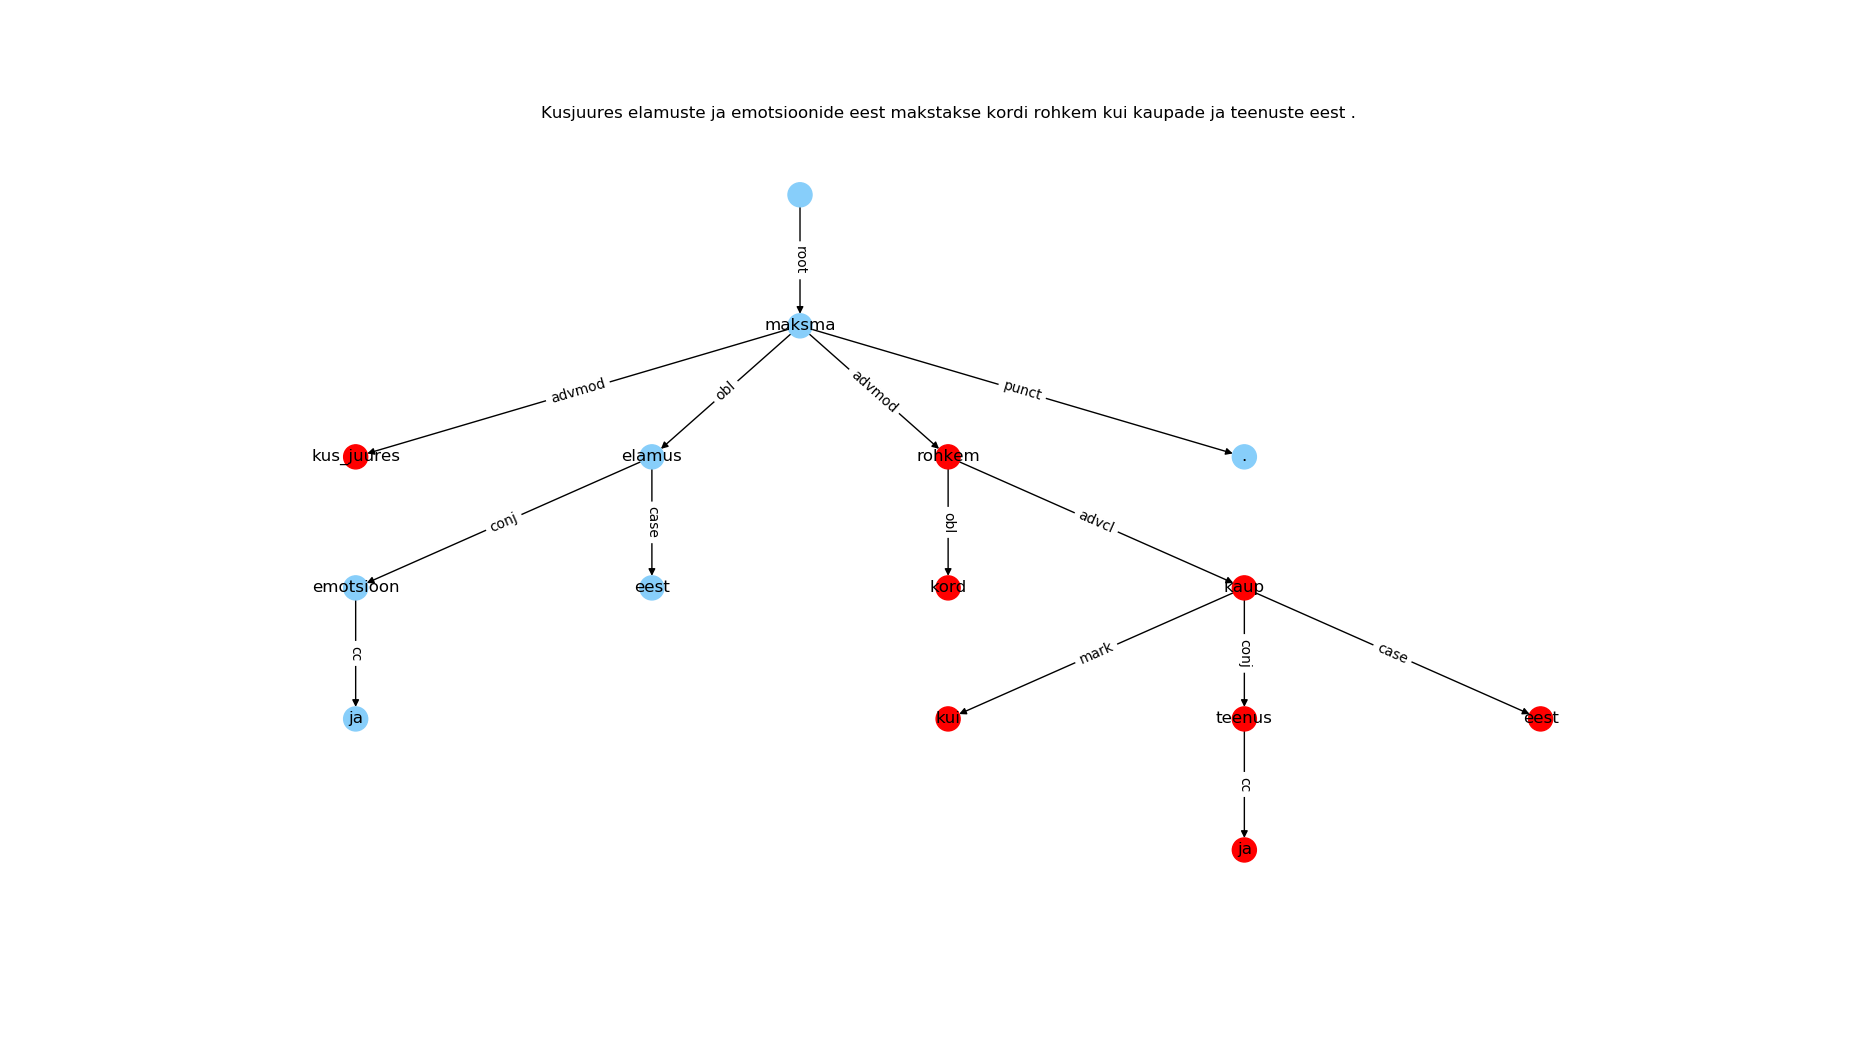 Kusjuures elamuste ja emotsioonide eest makstakse kordi rohkem kui kaupade ja teenuste eest .
root
maksma
advmod
obl
advmod
punct
kus_juures
elamus
rohkem
.
conj
case
obl
advcl
emotsioon
eest
kord
kaup
cc
mark
conj
case
ja
kui
teenus
eest
cc
ja